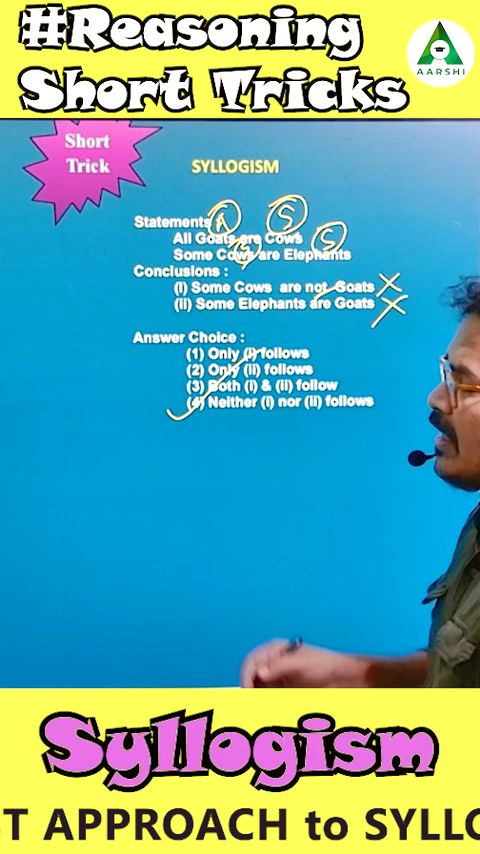 #Reasoning
Short Tricks
AARSHI
Short
Trick
SYLLOGISM
Statements :
All Goats are Cows
Some Cows are Elephants
Conclusions :
(I) Some Cows are not Goats
(ii) Some Elephants are Goats
Answer Choice :
(1) Only (i) follows
(2) Only (ii) follows
(3) Both (i) & (ii) follow
(4) Neither (i) nor (ii) follows
Syllogism
ST APPROACH to SYLLO